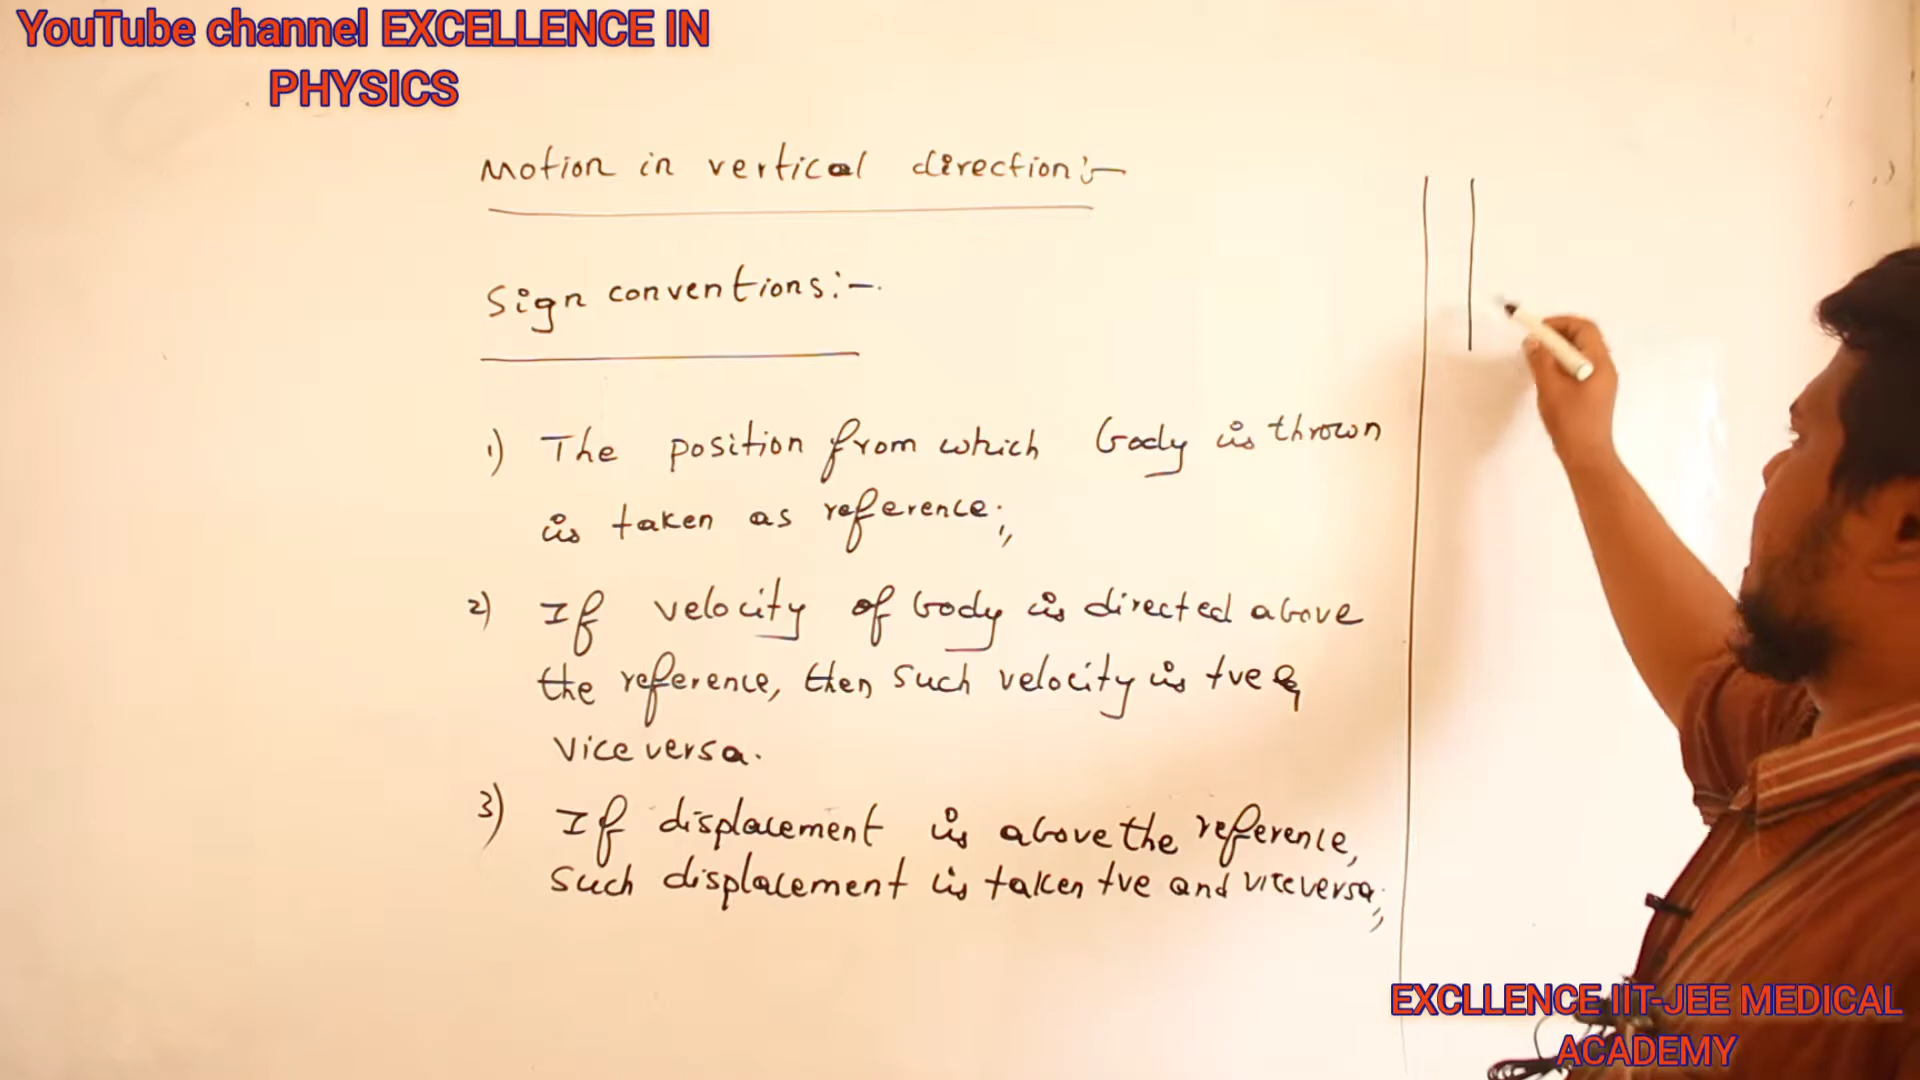 YouTube channel EXCELLENCE IN
PHYSICS
Motion in vertical direction:-
Sign conventions:-
1) The position from which body is thrown
is taken as reference.,,
2) If velocity of body is directed above
the reference, then such velocity is +ve &
vice versa.
3) If displacement is above the reference,
such displacement is taken +ve and viceversa.,,
EXCLLENCE IIT-JEE MEDICAL
ACADEMY